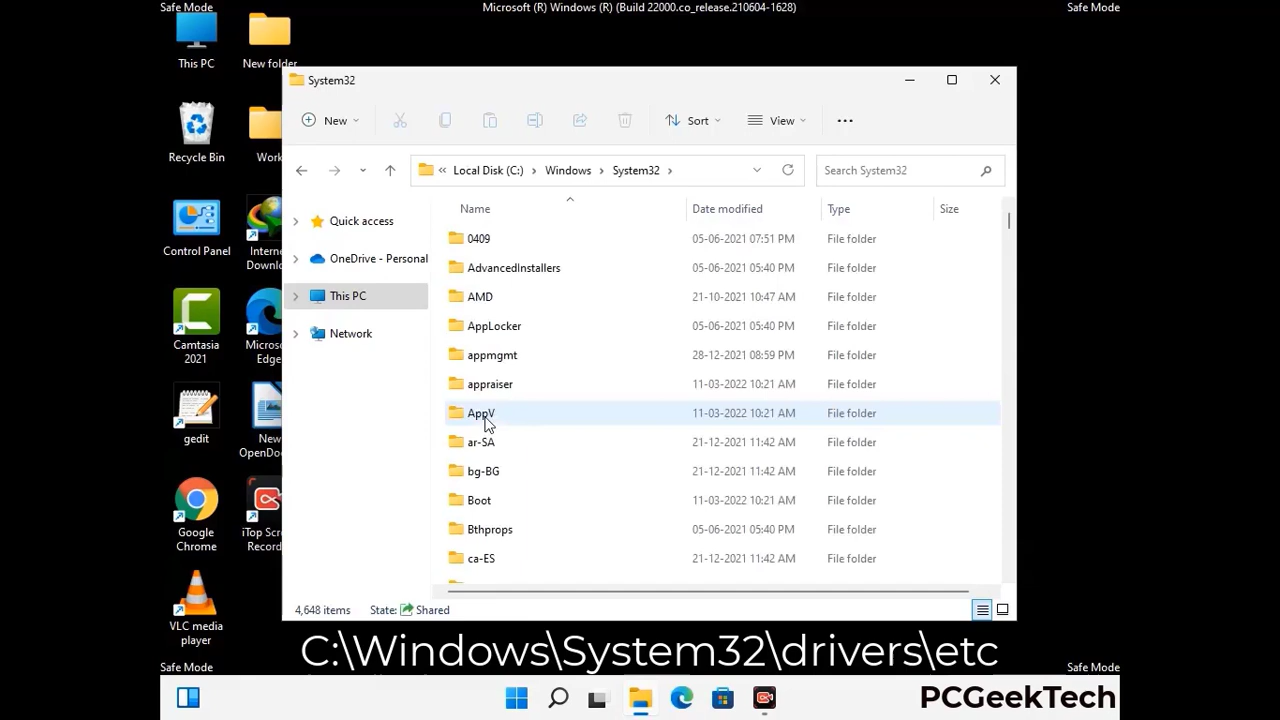 Safe Mode
Microsoft (R) Windows (R) (Build 22000.co_release.210604-1628)
Safe Mode
This PC
New folder
Recycle Bin
Work
Control Panel
Internet
Downlo
Camtasia
2021
Micros
Edge
gedit
New
OpenDo
Google
Chrome
iTop Scr
Record
VLC media
player
System32
New
Sort
View
Local Disk (C:)
Windows
System32
Search System32
Quick access
OneDrive - Personal
This PC
Network
Name Date modified Type Size
0409 05-06-2021 07:51 PM File folder
AdvancedInstallers 05-06-2021 05:40 PM File folder
AMD 21-10-2021 10:47 AM File folder
AppLocker 05-06-2021 05:40 PM File folder
appmgmt 28-12-2021 08:59 PM File folder
appraiser 11-03-2022 10:21 AM File folder
AppV 11-03-2022 10:21 AM File folder
ar-SA 21-12-2021 11:42 AM File folder
bg-BG 21-12-2021 11:42 AM File folder
Boot 11-03-2022 10:21 AM File folder
Bthprops 05-06-2021 05:40 PM File folder
ca-ES 21-12-2021 11:42 AM File folder
4,648 items State: Shared
C:\Windows\System32\drivers\etc
Safe Mode
Safe Mode
PCGeekTech